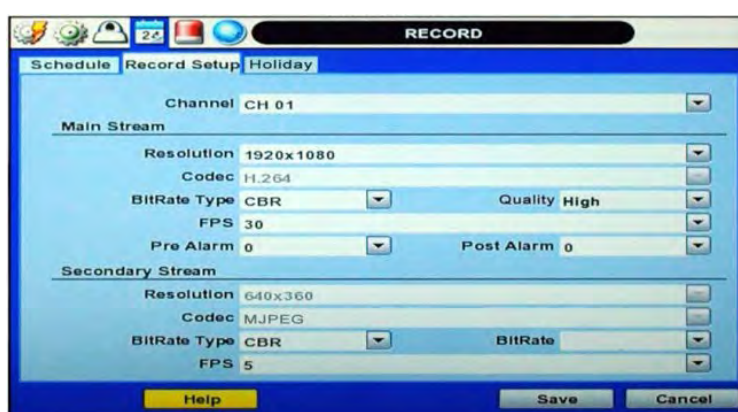 24
RECORD
Schedule Record Setup Holiday
Channel CH 01
Main Stream
Resolution 1920x1080
Codec H.264
BitRate Type CBR Quality High
FPS 30
Pre Alarm 0 Post Alarm 0
Secondary Stream
Resolution 640x360
Codec MJPEG
BitRate Type CBR BitRate
FPS 5
Help Save Cancel